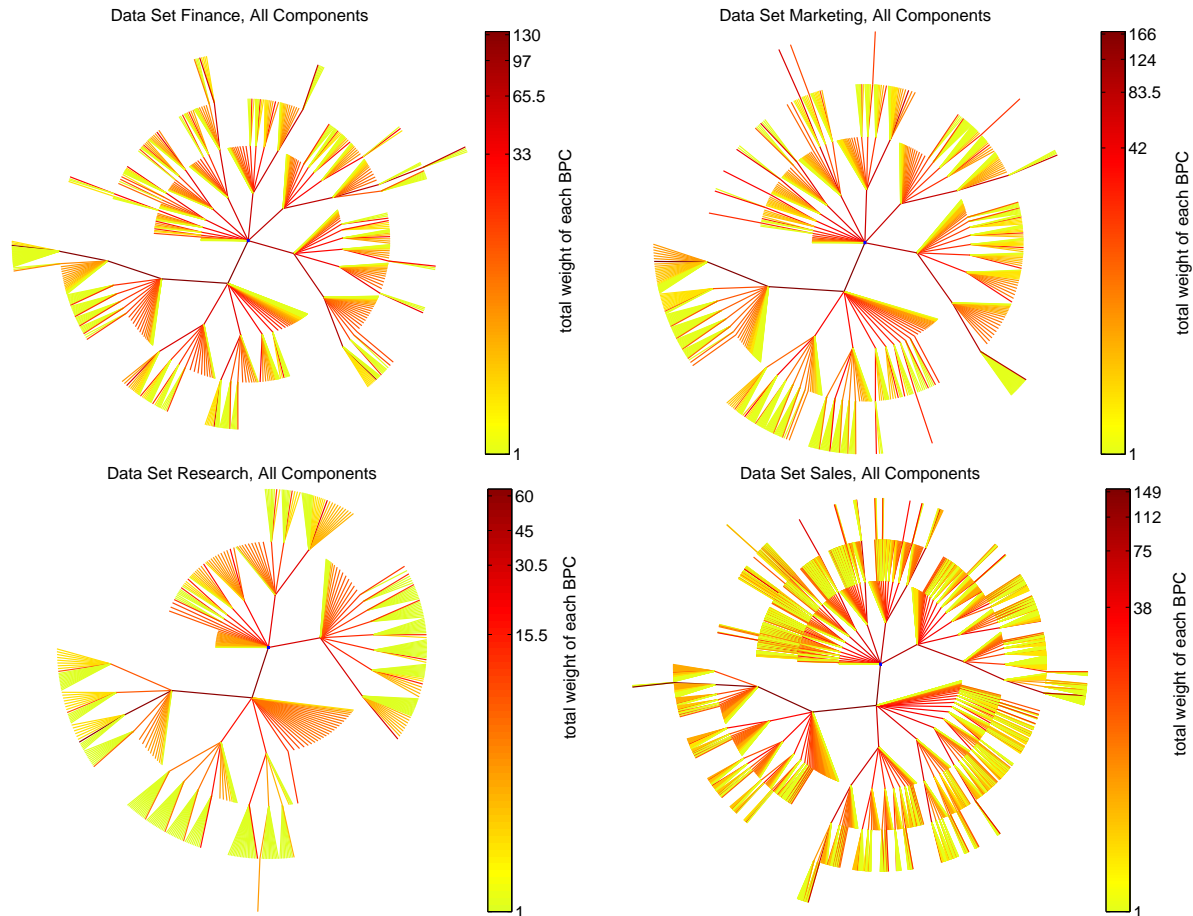 Data Set Finance, All Components
130
97
65.5
33
1
total weight of each BPC
Data Set Marketing, All Components
166
124
83.5
42
1
total weight of each BPC
Data Set Research, All Components
60
45
30.5
15.5
1
total weight of each BPC
Data Set Sales, All Components
149
112
75
38
1
total weight of each BPC